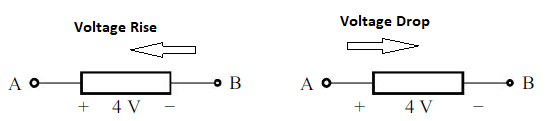 Voltage Rise
A B
+ 4 V −
Voltage Drop
A B
+ 4 V −